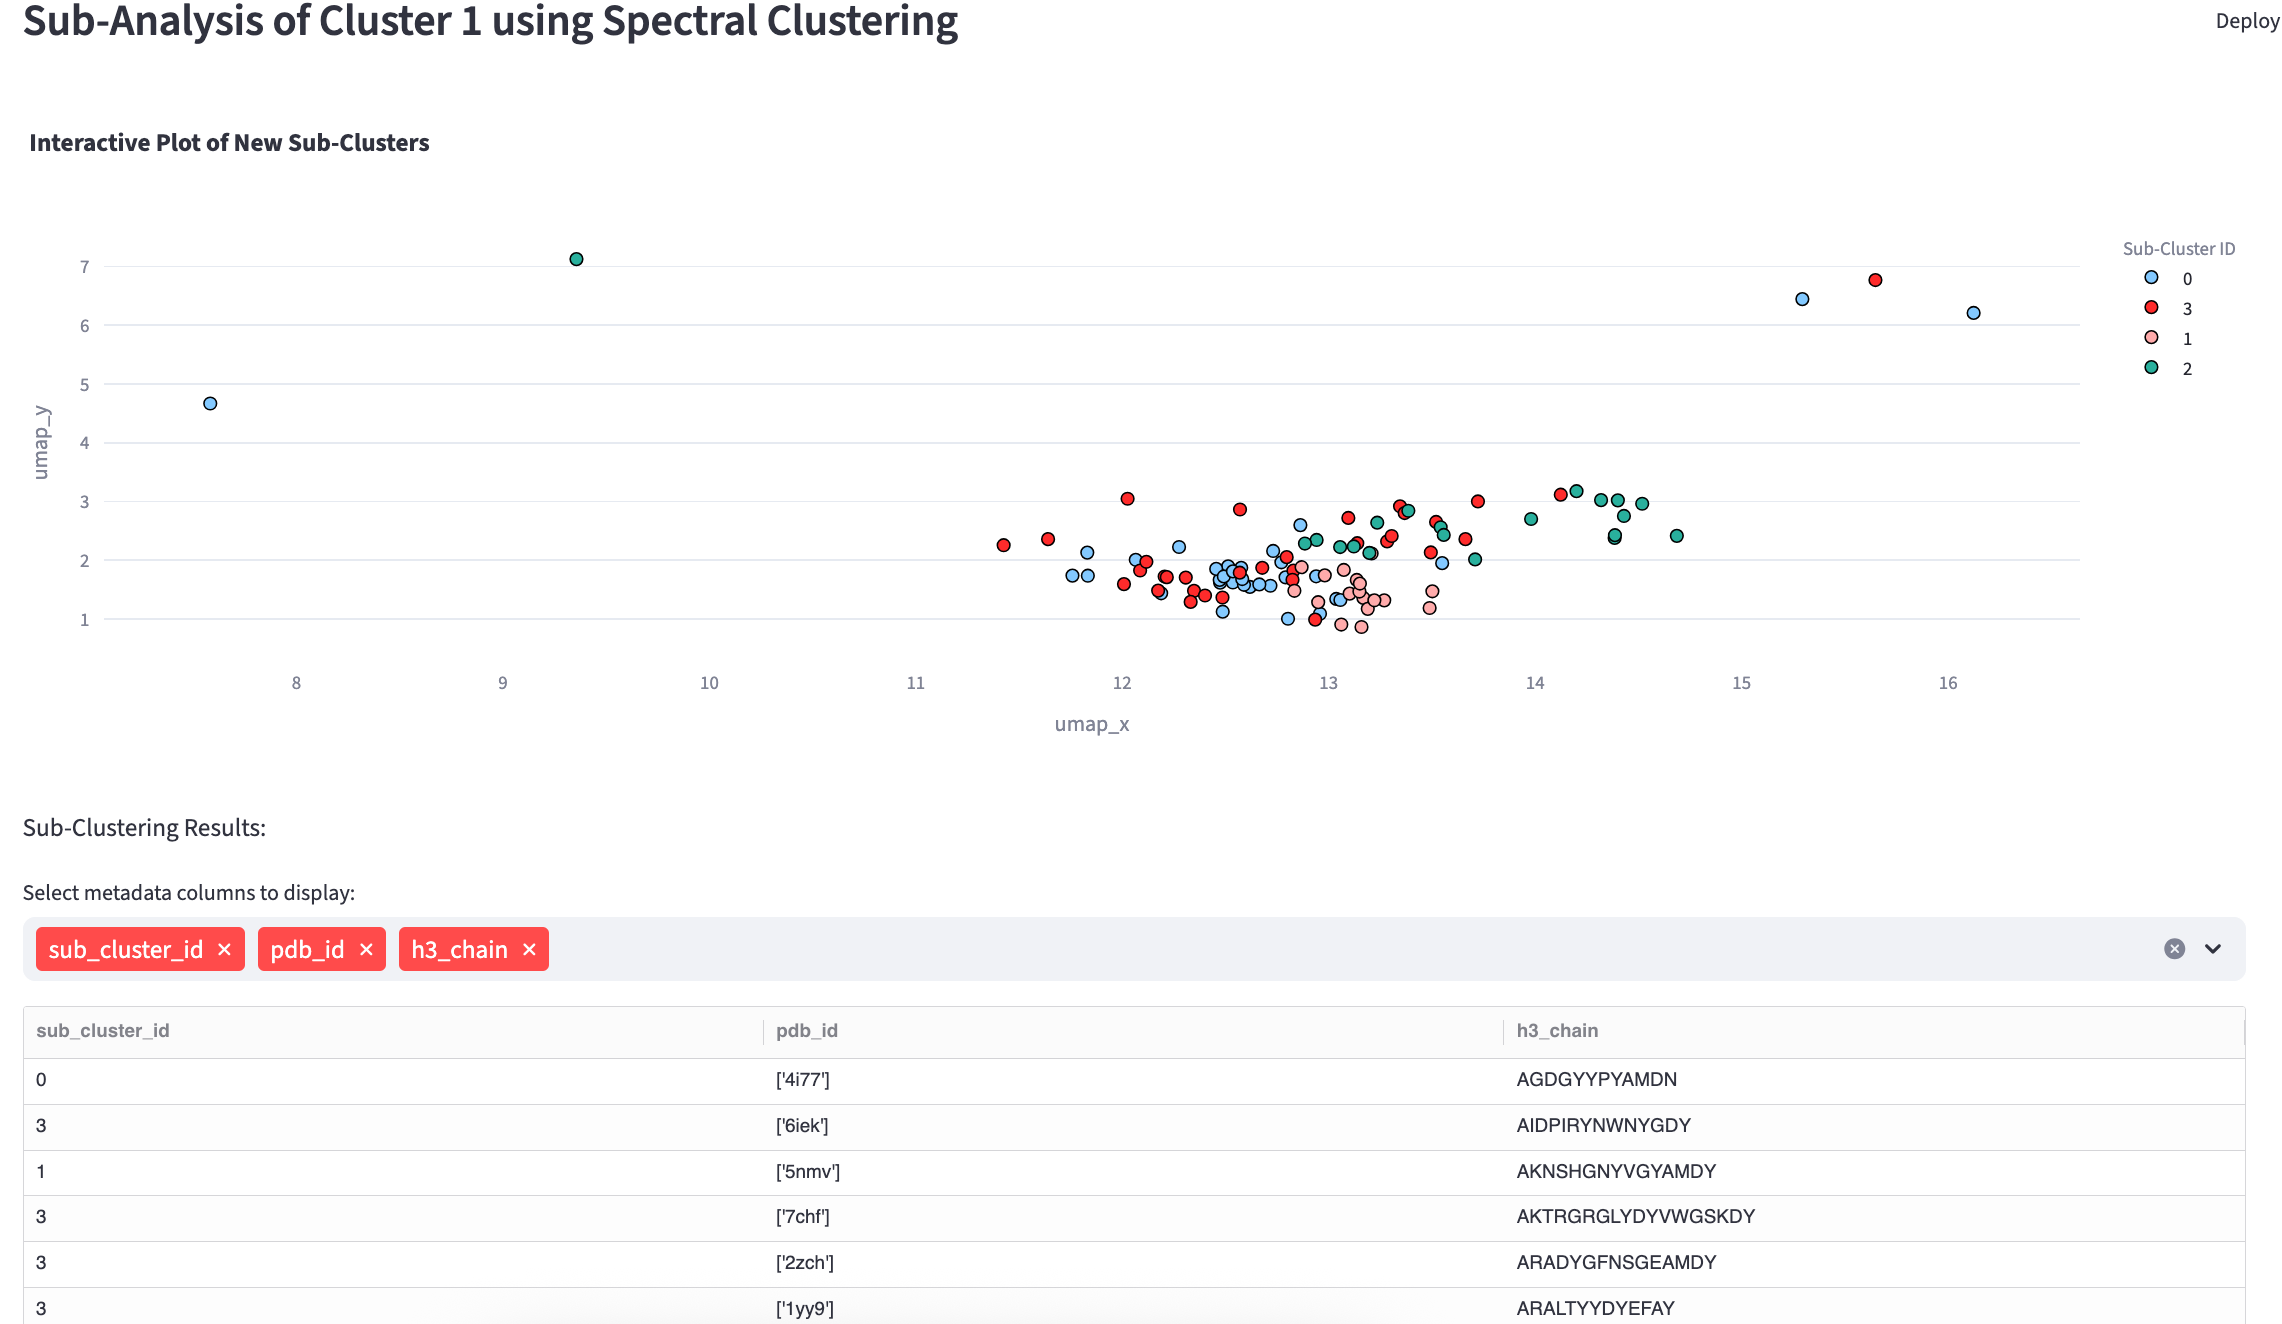 Sub-Analysis of Cluster 1 using Spectral Clustering
Deploy
Interactive Plot of New Sub-Clusters
Sub-Cluster ID
0
3
1
2
7
6
5
4
3
2
1
umap_y
8 9 10 11 12 13 14 15 16
umap_x
Sub-Clustering Results:
Select metadata columns to display:
sub_cluster_id pdb_id h3_chain
sub_cluster_id pdb_id h3_chain
0 ['4i77'] AGDGYYPYAMDN
3 ['6iek'] AIDPIRYNWNYGDY
1 ['5nmv'] AKNSHGNYVGYAMDY
3 ['7chf'] AKTRGRGLYDYVWGSKDY
3 ['2zch'] ARADYGFNSGEAMDY
3 ['1yy9'] ARALTYYDYEFAY